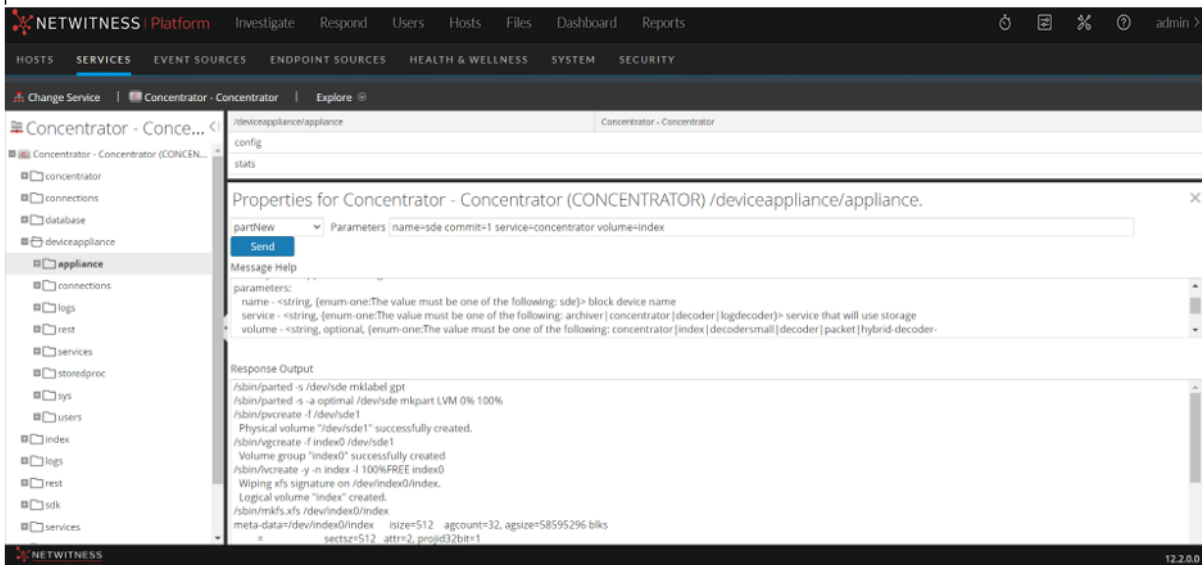 NETWITNESS Platform Investigate Respond Users Hosts Files Dashboard Reports admin >
HOSTS SERVICES EVENT SOURCES ENDPOINT SOURCES HEALTH & WELLNESS SYSTEM SECURITY
Change Service | Concentrator - Concentrator | Explore
Concentrator - Conce...
Concentrator - Concentrator (CONCEN...
concentrator
connections
database
deviceappliance
appliance
connections
logs
rest
services
storedproc
sys
users
index
logs
rest
sdk
services
/deviceappliance/appliance Concentrator - Concentrator
config
stats
Properties for Concentrator - Concentrator (CONCENTRATOR) /deviceappliance/appliance.
partNew Parameters name=sde commit=1 service=concentrator volume=index
Send
Message Help
parameters:
name - <string, {enum-one:The value must be one of the following: sde}> block device name
service - <string, {enum-one:The value must be one of the following: archiver|concentrator|decoder|logdecoder}> service that will use storage
volume - <string, optional, {enum-one:The value must be one of the following: concentrator|index|decodersmall|decoder|packet|hybrid-decoder-
Response Output
/sbin/parted -s /dev/sde mklabel gpt
/sbin/parted -s -a optimal /dev/sde mkpart LVM 0% 100%
/sbin/pvcreate -f /dev/sde1
Physical volume "/dev/sde1" successfully created.
/sbin/vgcreate -f index0 /dev/sde1
Volume group "index0" successfully created
/sbin/lvcreate -y -n index -l 100%FREE index0
Wiping xfs signature on /dev/index0/index.
Logical volume "index" created.
/sbin/mkfs.xfs /dev/index0/index
meta-data=/dev/index0/index isize=512 agcount=32, agsize=58595296 blks
= sectsz=512 attr=2, projid32bit=1
NETWITNESS 12.2.0.0